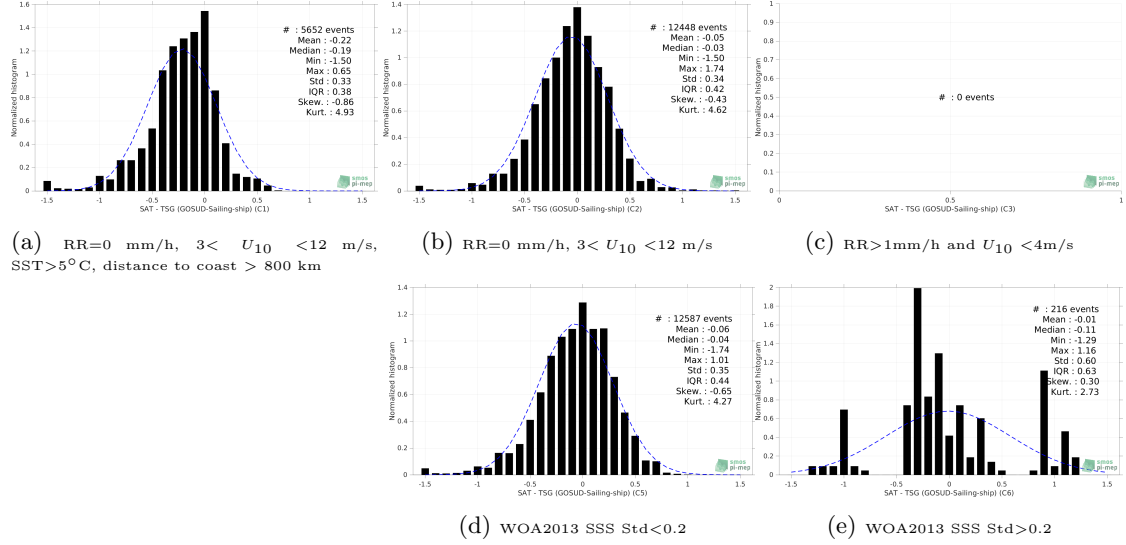 1.6
1.4
1.2
1
0.8
0.6
0.4
0.2
0
Normalized histogram
# : 5652 events
Mean : -0.22
Median : -0.19
Min : -1.50
Max : 0.65
Std : 0.33
IQR : 0.38
Skew. : -0.86
Kurt. : 4.93
smos
pi-mep
-1.5 -1 -0.5 0 0.5 1 1.5
SAT - TSG (GOSUD-Sailing-ship) (C1)
(a) RR=0 mm/h, 3< U10 <12 m/s,
SST>5°C, distance to coast > 800 km
1.4
1.2
1
0.8
0.6
0.4
0.2
0
Normalized histogram
# : 12448 events
Mean : -0.05
Median : -0.03
Min : -1.50
Max : 1.74
Std : 0.34
IQR : 0.42
Skew. : -0.43
Kurt. : 4.62
smos
pi-mep
-1.5 -1 -0.5 0 0.5 1 1.5
SAT - TSG (GOSUD-Sailing-ship) (C2)
(b) RR=0 mm/h, 3< U10 <12 m/s
1
0.9
0.8
0.7
0.6
0.5
0.4
0.3
0.2
0.1
0
Normalized histogram
# : 0 events
smos
pi-mep
0 0.5 1
SAT - TSG (GOSUD-Sailing-ship) (C3)
(c) RR>1mm/h and U10 <4m/s
1.4
1.2
1
0.8
0.6
0.4
0.2
0
Normalized histogram
# : 12587 events
Mean : -0.06
Median : -0.04
Min : -1.74
Max : 1.01
Std : 0.35
IQR : 0.44
Skew. : -0.65
Kurt. : 4.27
smos
pi-mep
-1.5 -1 -0.5 0 0.5 1 1.5
SAT - TSG (GOSUD-Sailing-ship) (C5)
(d) WOA2013 SSS Std<0.2
2
1.8
1.6
1.4
1.2
1
0.8
0.6
0.4
0.2
0
Normalized histogram
# : 216 events
Mean : -0.01
Median : -0.11
Min : -1.29
Max : 1.16
Std : 0.60
IQR : 0.63
Skew. : 0.30
Kurt. : 2.73
smos
pi-mep
-1.5 -1 -0.5 0 0.5 1 1.5
SAT - TSG (GOSUD-Sailing-ship) (C6)
(e) WOA2013 SSS Std>0.2